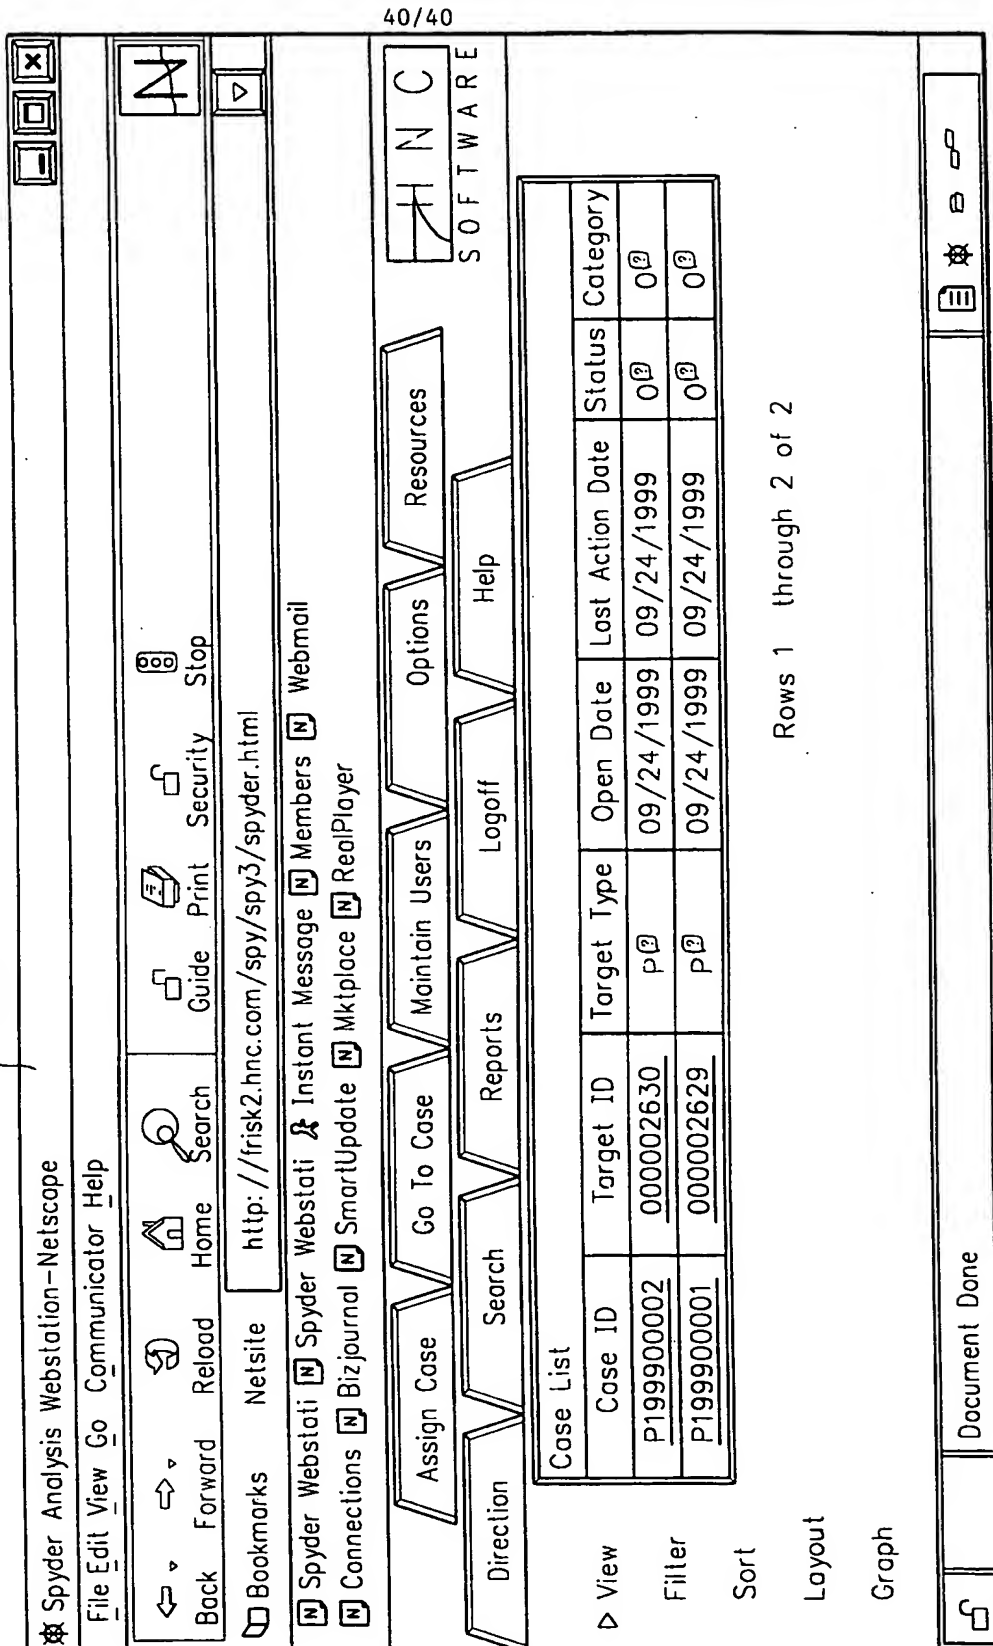 40/40
Spyder Analysis Webstation-Netscape
File Edit View Go Communicator Help
Back Forward Reload Home Search Guide Print Security Stop
N
Bookmarks Netsite http://frisk2.hnc.com/spy/spy3/spyder.html
N Spyder Webstati N Spyder Webstati Instant Message N Members N Webmail
N Connections N Bizjournal N SmartUpdate N Mktplace N RealPlayer
HNC
SOFTWARE
Assign Case Go To Case Maintain Users Options Resources
Direction Search Reports Logoff Help
Case List
Case ID Target ID Target Type Open Date Last Action Date Status Category
P199900002 000002630 P? 09/24/1999 09/24/1999 O? O?
P199900001 000002629 P? 09/24/1999 09/24/1999 O? O?
View
Rows 1 through 2 of 2
Filter
Sort
Layout
Graph
Document Done